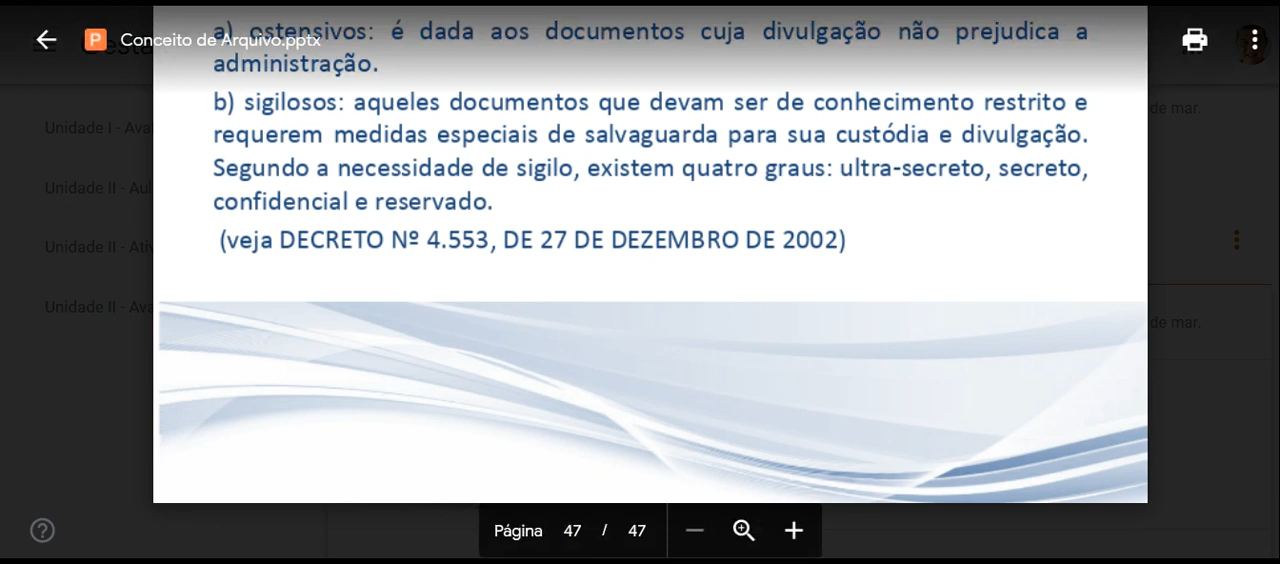 a) ostensivos: é dada aos documentos cuja divulgação não prejudica a
Conceito de Arquivo.pptx
administração.
b) sigilosos: aqueles documentos que devam ser de conhecimento restrito e
requerem medidas especiais de salvaguarda para sua custódia e divulgação.
Segundo a necessidade de sigilo, existem quatro graus: ultra-secreto, secreto,
confidencial e reservado.
(veja DECRETO Nº 4.553, DE 27 DE DEZEMBRO DE 2002)
Unidade I - Ava
de mar.
Unidade II - Aul
Unidade II - Ativ
Unidade II - Ava
de mar.
Página 47 / 47